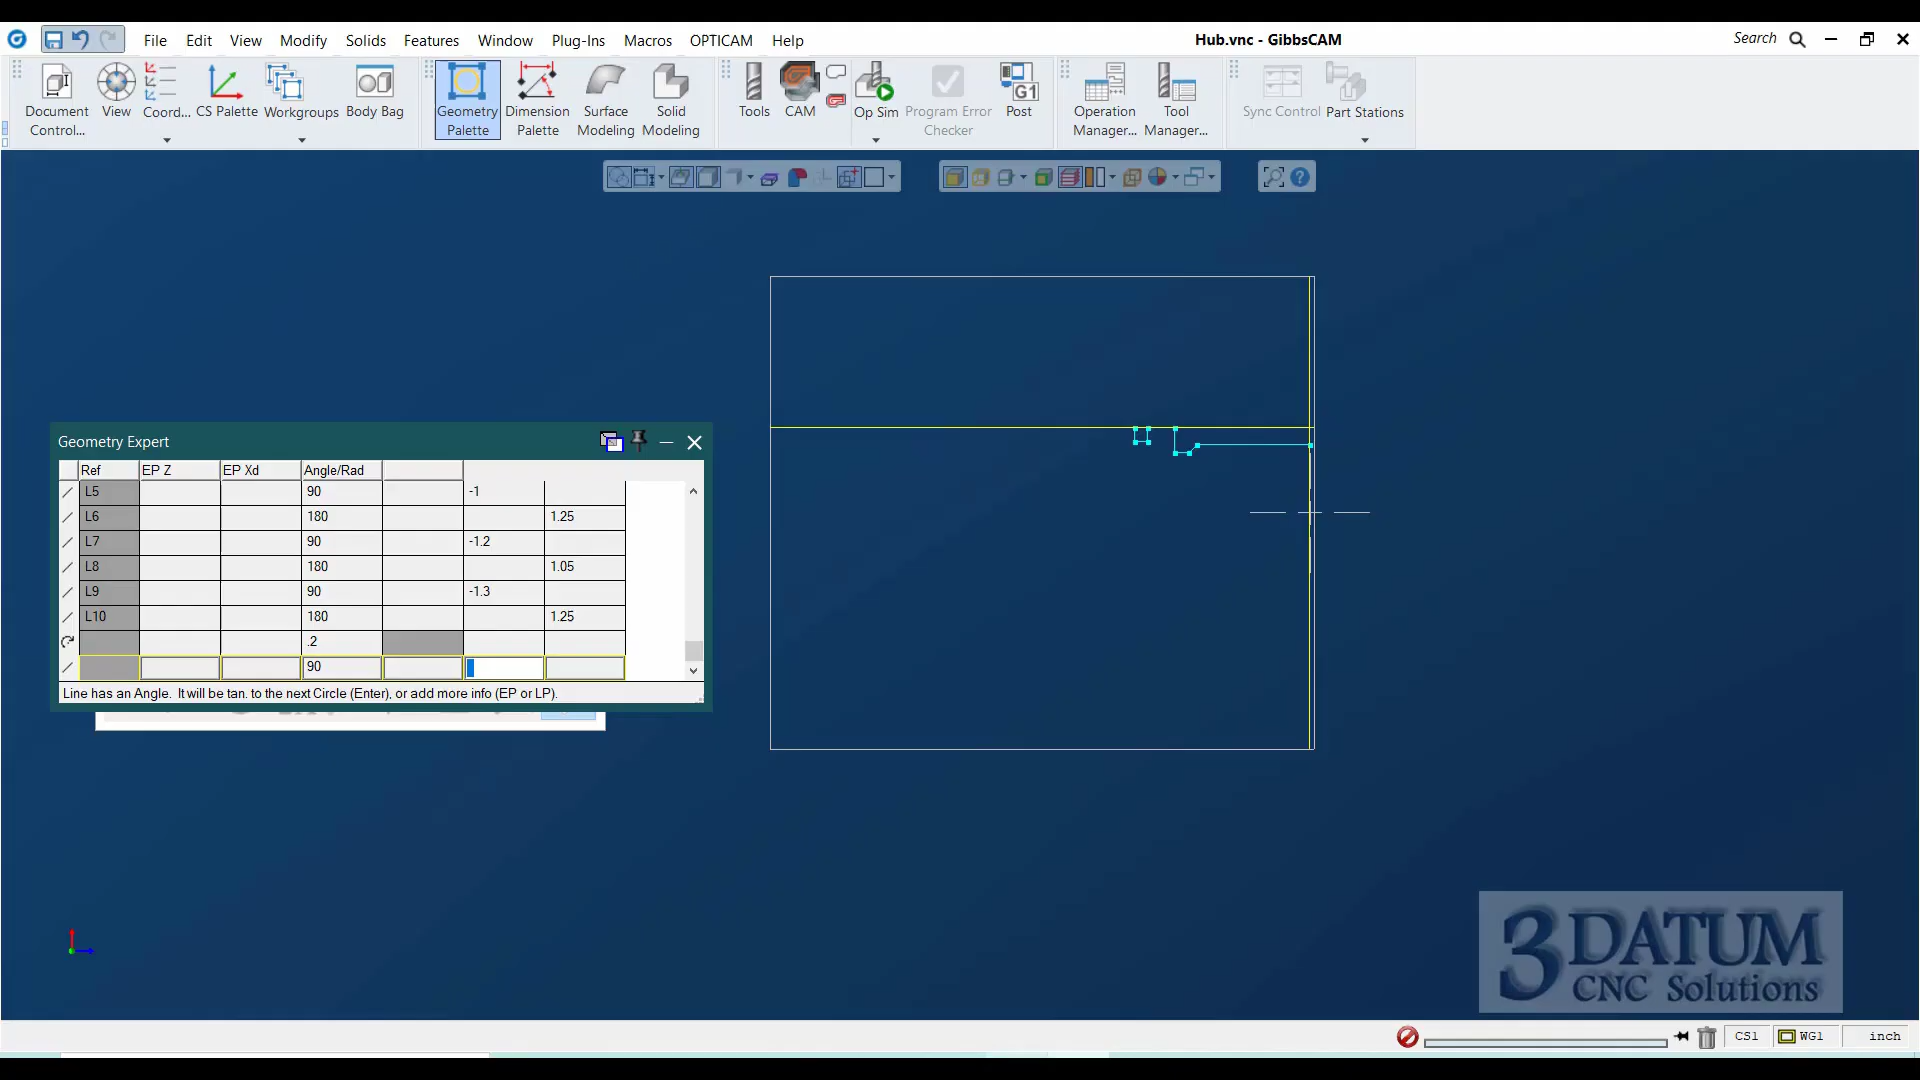 File Edit View Modify Solids Features Window Plug-Ins Macros OPTICAM Help
Hub.vnc - GibbsCAM
Search
Document Control...
View
Coord...
CS Palette
Workgroups
Body Bag
Geometry Palette
Dimension Palette
Surface Modeling
Solid Modeling
Tools
CAM
Op Sim
Program Error Checker
G1
Post
Operation Manager...
Tool Manager...
Sync Control
Part Stations
Geometry Expert
Ref EP Z EP Xd Angle/Rad
L5 90 -1
L6 180 1.25
L7 90 -1.2
L8 180 1.05
L9 90 -1.3
L10 180 1.25
.2
90
Line has an Angle. It will be tan. to the next Circle (Enter), or add more info (EP or LP).
3 DATUM
CNC Solutions
CS1 WG1 inch